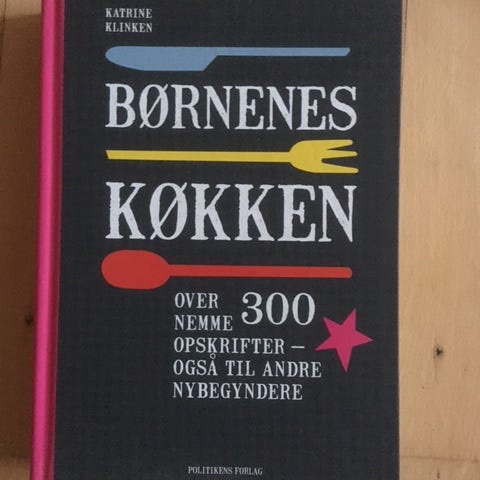 KATRINE
KLINKEN
BØRNENES
KØKKEN
OVER 300
NEMME
OPSKRIFTER –
OGSÅ TIL ANDRE
NYBEGYNDERE
POLITIKENS FORLAG